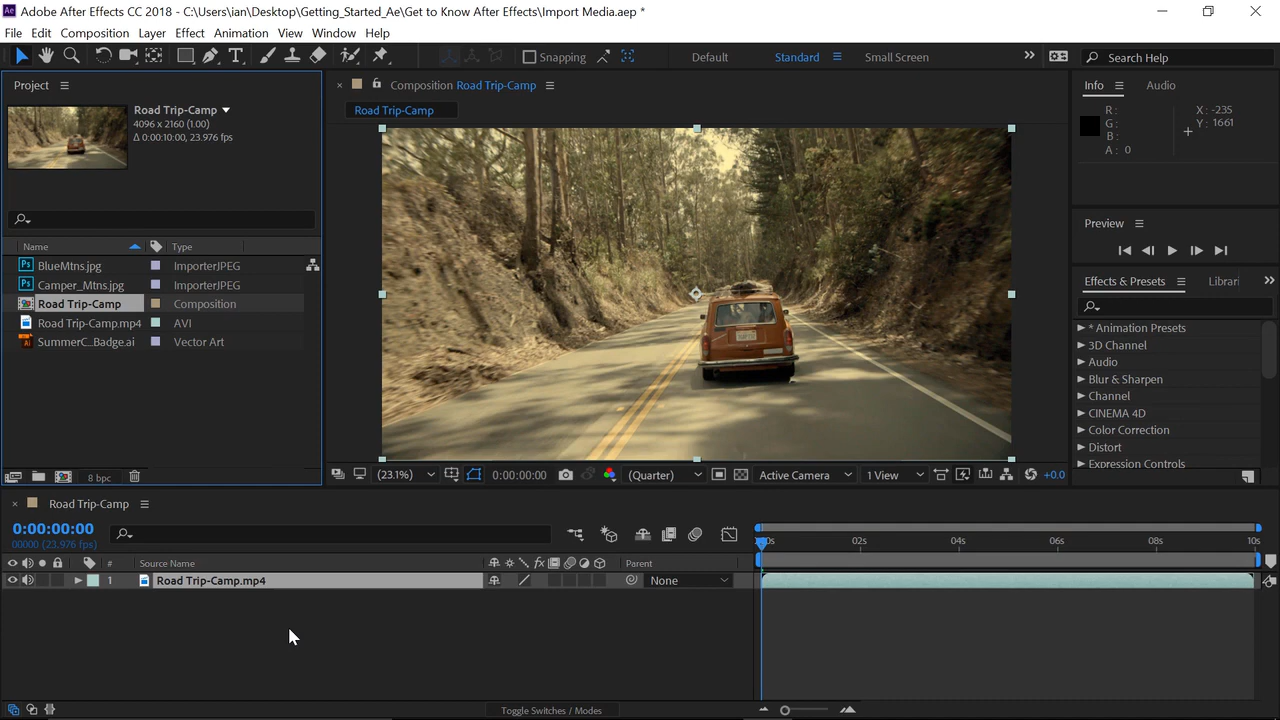 Ae Adobe After Effects CC 2018 - C:\Users\ian\Desktop\Getting_Started_Ae\Get to Know After Effects\Import Media.aep *
File Edit Composition Layer Effect Animation View Window Help
Snapping Default Standard Small Screen Search Help
Project
Road Trip-Camp
4096 x 2160 (1.00)
Δ 0:00:10:00, 23.976 fps
Name Type
BlueMtns.jpg ImporterJPEG
Camper_Mtns.jpg ImporterJPEG
Road Trip-Camp Composition
Road Trip-Camp.mp4 AVI
SummerC...Badge.ai Vector Art
8 bpc
Composition Road Trip-Camp
Road Trip-Camp
(23.1%) 0:00:00:00 (Quarter) Active Camera 1 View +0.0
Info Audio
R: X: -235
G: Y: 1661
B:
A: 0
Preview
Effects & Presets Librari
* Animation Presets
3D Channel
Audio
Blur & Sharpen
Channel
CINEMA 4D
Color Correction
Distort
Expression Controls
Road Trip-Camp
0:00:00:00
00000 (23.976 fps)
# Source Name fx Parent
1 Road Trip-Camp.mp4 None
02s 04s 06s 08s 10s
Toggle Switches / Modes